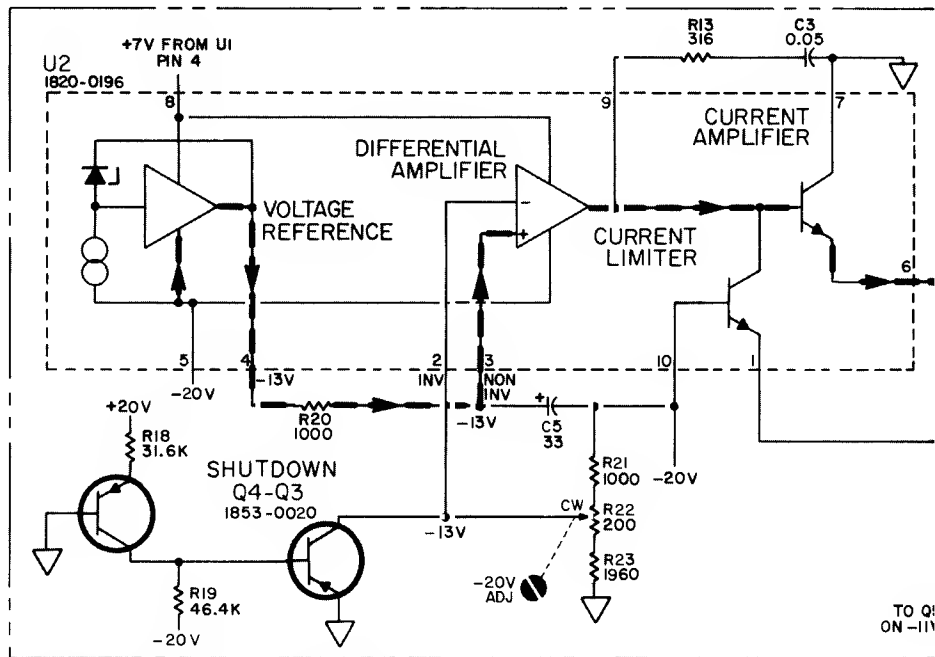 +7V FROM U1
PIN 4
U2
1820-0196
8
9
R13
316
C3
0.05
7
CURRENT
AMPLIFIER
DIFFERENTIAL
AMPLIFIER
VOLTAGE
REFERENCE
-
+
CURRENT
LIMITER
6
5
4
2
3
10
1
-20V
-13V
INV
NON
INV
-13V
+
C5
33
R20
1000
+20V
R18
31.6K
SHUTDOWN
Q4-Q3
1853-0020
R21
1000
-20V
CW
R22
200
-13V
R23
1960
-20V
ADJ
R19
46.4K
-20V
TO
ON -11V